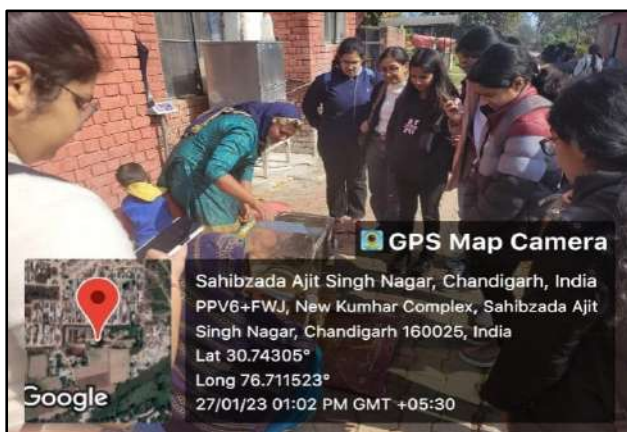 GPS Map Camera
Sahibzada Ajit Singh Nagar, Chandigarh, India
PPV6+FWJ, New Kumhar Complex, Sahibzada Ajit
Singh Nagar, Chandigarh 160025, India
Lat 30.74305°
Long 76.711523°
27/01/23 01:02 PM GMT +05:30
Google